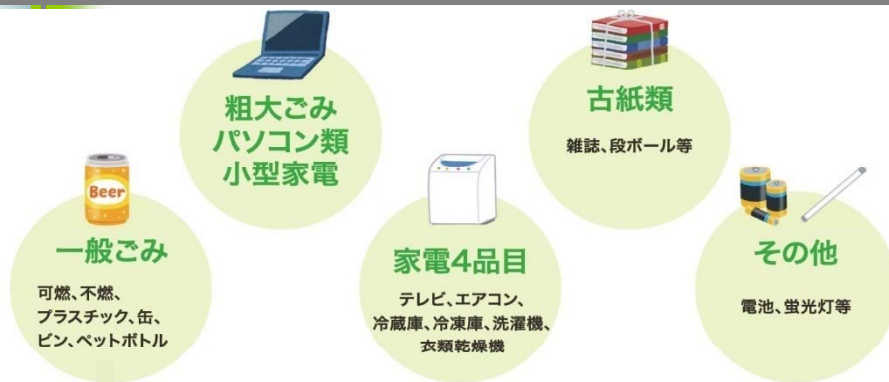 粗大ごみ
パソコン類
小型家電
古紙類
雑誌、段ボール等
Beer
一般ごみ
可燃、不燃、
プラスチック、缶、
ビン、ペットボトル
家電4品目
テレビ、エアコン、
冷蔵庫、冷凍庫、洗濯機、
衣類乾燥機
その他
電池、蛍光灯等